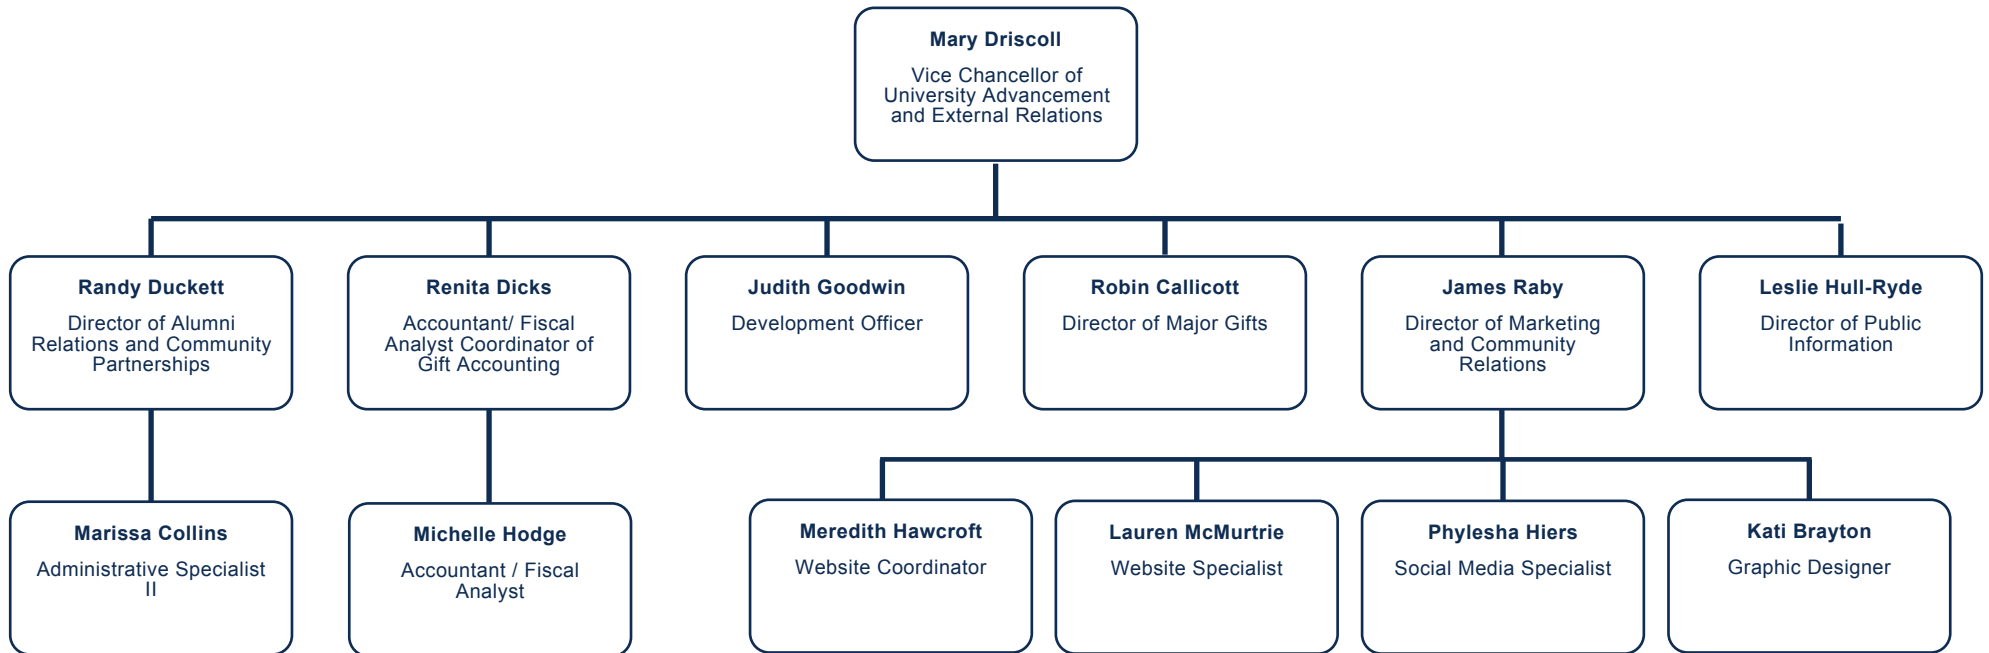 Mary Driscoll
Vice Chancellor of
University Advancement
and External Relations
Randy Duckett
Director of Alumni
Relations and Community
Partnerships
Renita Dicks
Accountant/ Fiscal
Analyst Coordinator of
Gift Accounting
Judith Goodwin
Development Officer
Robin Callicott
Director of Major Gifts
James Raby
Director of Marketing
and Community
Relations
Leslie Hull-Ryde
Director of Public
Information
Marissa Collins
Administrative Specialist
II
Michelle Hodge
Accountant / Fiscal
Analyst
Meredith Hawcroft
Website Coordinator
Lauren McMurtrie
Website Specialist
Phylesha Hiers
Social Media Specialist
Kati Brayton
Graphic Designer